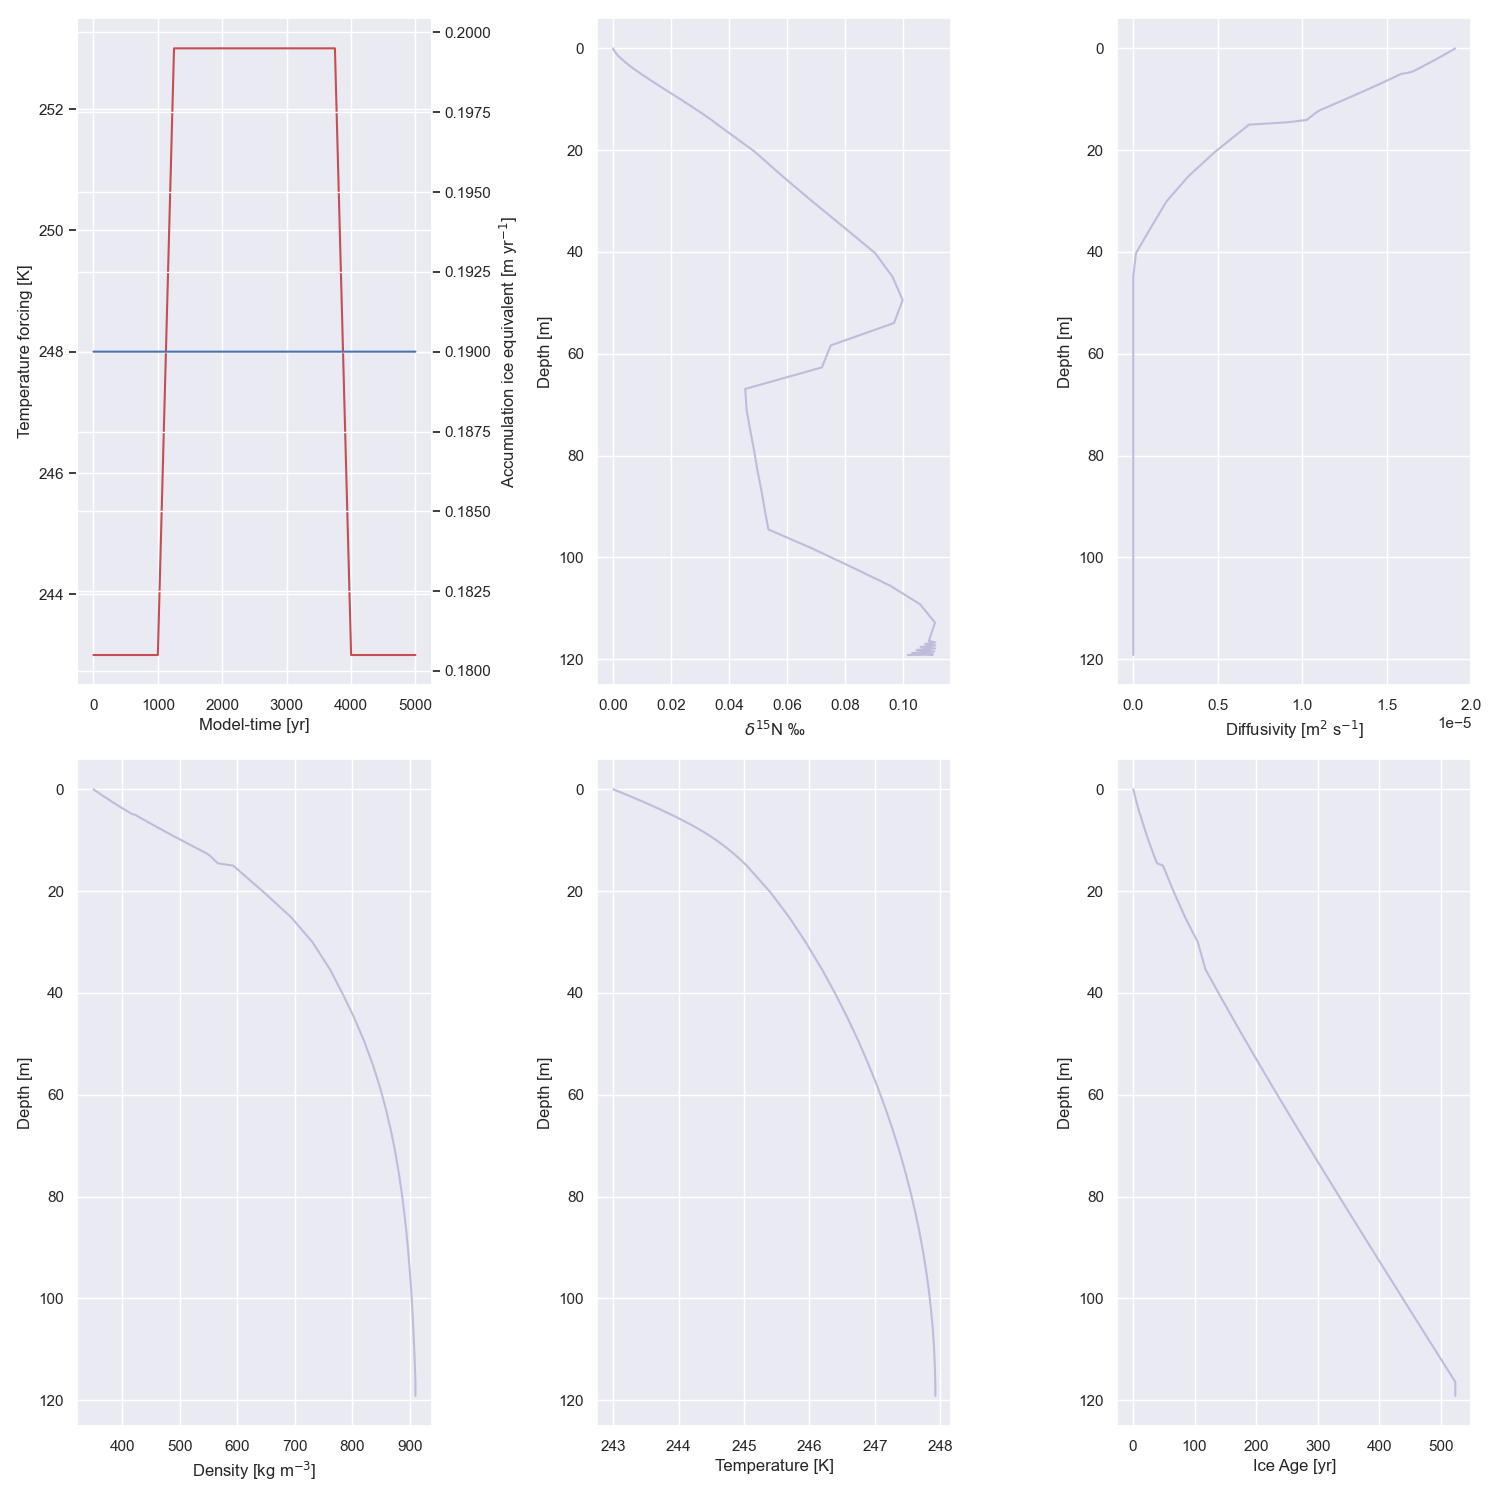 Temperature forcing [K]
252
250
248
246
244
0.2000
0.1975
0.1950
0.1925
0.1900
0.1875
0.1850
0.1825
0.1800
Accumulation ice equivalent [m yr⁻¹]
0 1000 2000 3000 4000 5000
Model-time [yr]
Depth [m]
0
20
40
60
80
100
120
0.00 0.02 0.04 0.06 0.08 0.10
δ¹⁵N ‰
Depth [m]
0
20
40
60
80
100
120
0.0 0.5 1.0 1.5 2.0
1e−5
Diffusivity [m² s⁻¹]
Depth [m]
0
20
40
60
80
100
120
400 500 600 700 800 900
Density [kg m⁻³]
Depth [m]
0
20
40
60
80
100
120
243 244 245 246 247 248
Temperature [K]
Depth [m]
0
20
40
60
80
100
120
0 100 200 300 400 500
Ice Age [yr]